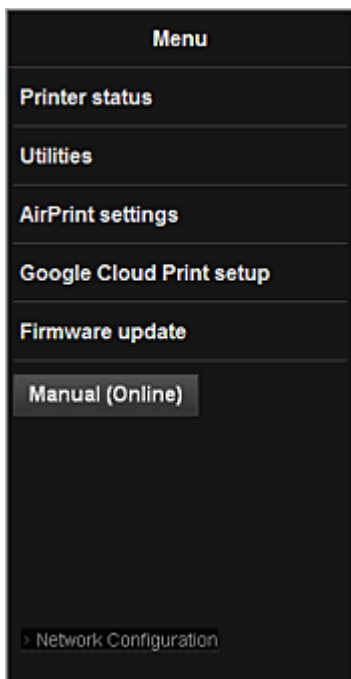 Menu
Printer status
Utilities
AirPrint settings
Google Cloud Print setup
Firmware update
Manual (Online)
> Network Configuration